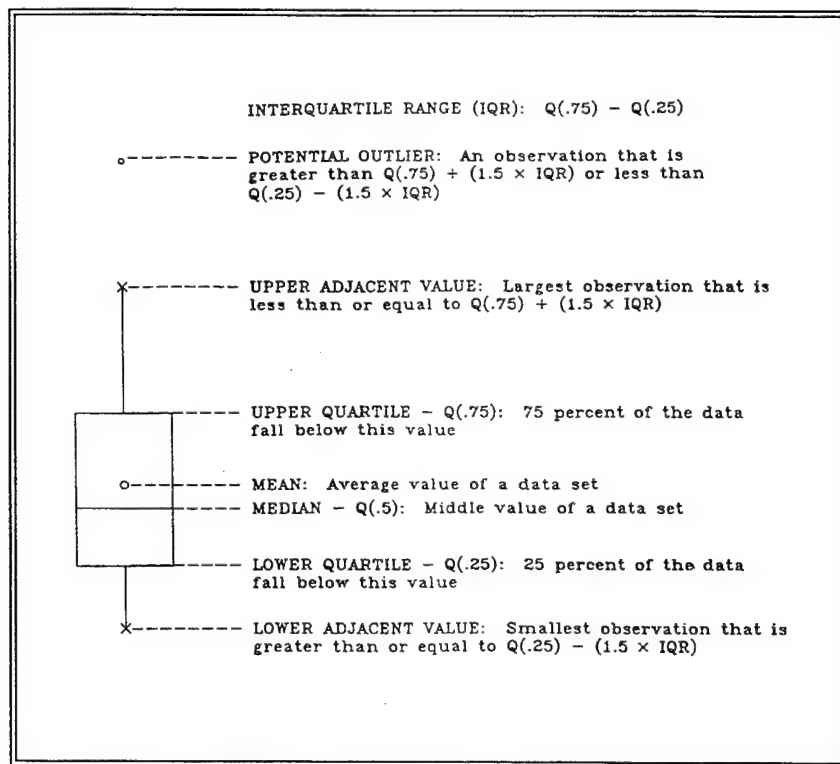 INTERQUARTILE RANGE (IQR): Q(.75) − Q(.25)
POTENTIAL OUTLIER: An observation that is
greater than Q(.75) + (1.5 × IQR) or less than
Q(.25) − (1.5 × IQR)
UPPER ADJACENT VALUE: Largest observation that is
less than or equal to Q(.75) + (1.5 × IQR)
UPPER QUARTILE − Q(.75): 75 percent of the data
fall below this value
MEAN: Average value of a data set
MEDIAN − Q(.5): Middle value of a data set
LOWER QUARTILE − Q(.25): 25 percent of the data
fall below this value
LOWER ADJACENT VALUE: Smallest observation that is
greater than or equal to Q(.25) − (1.5 × IQR)